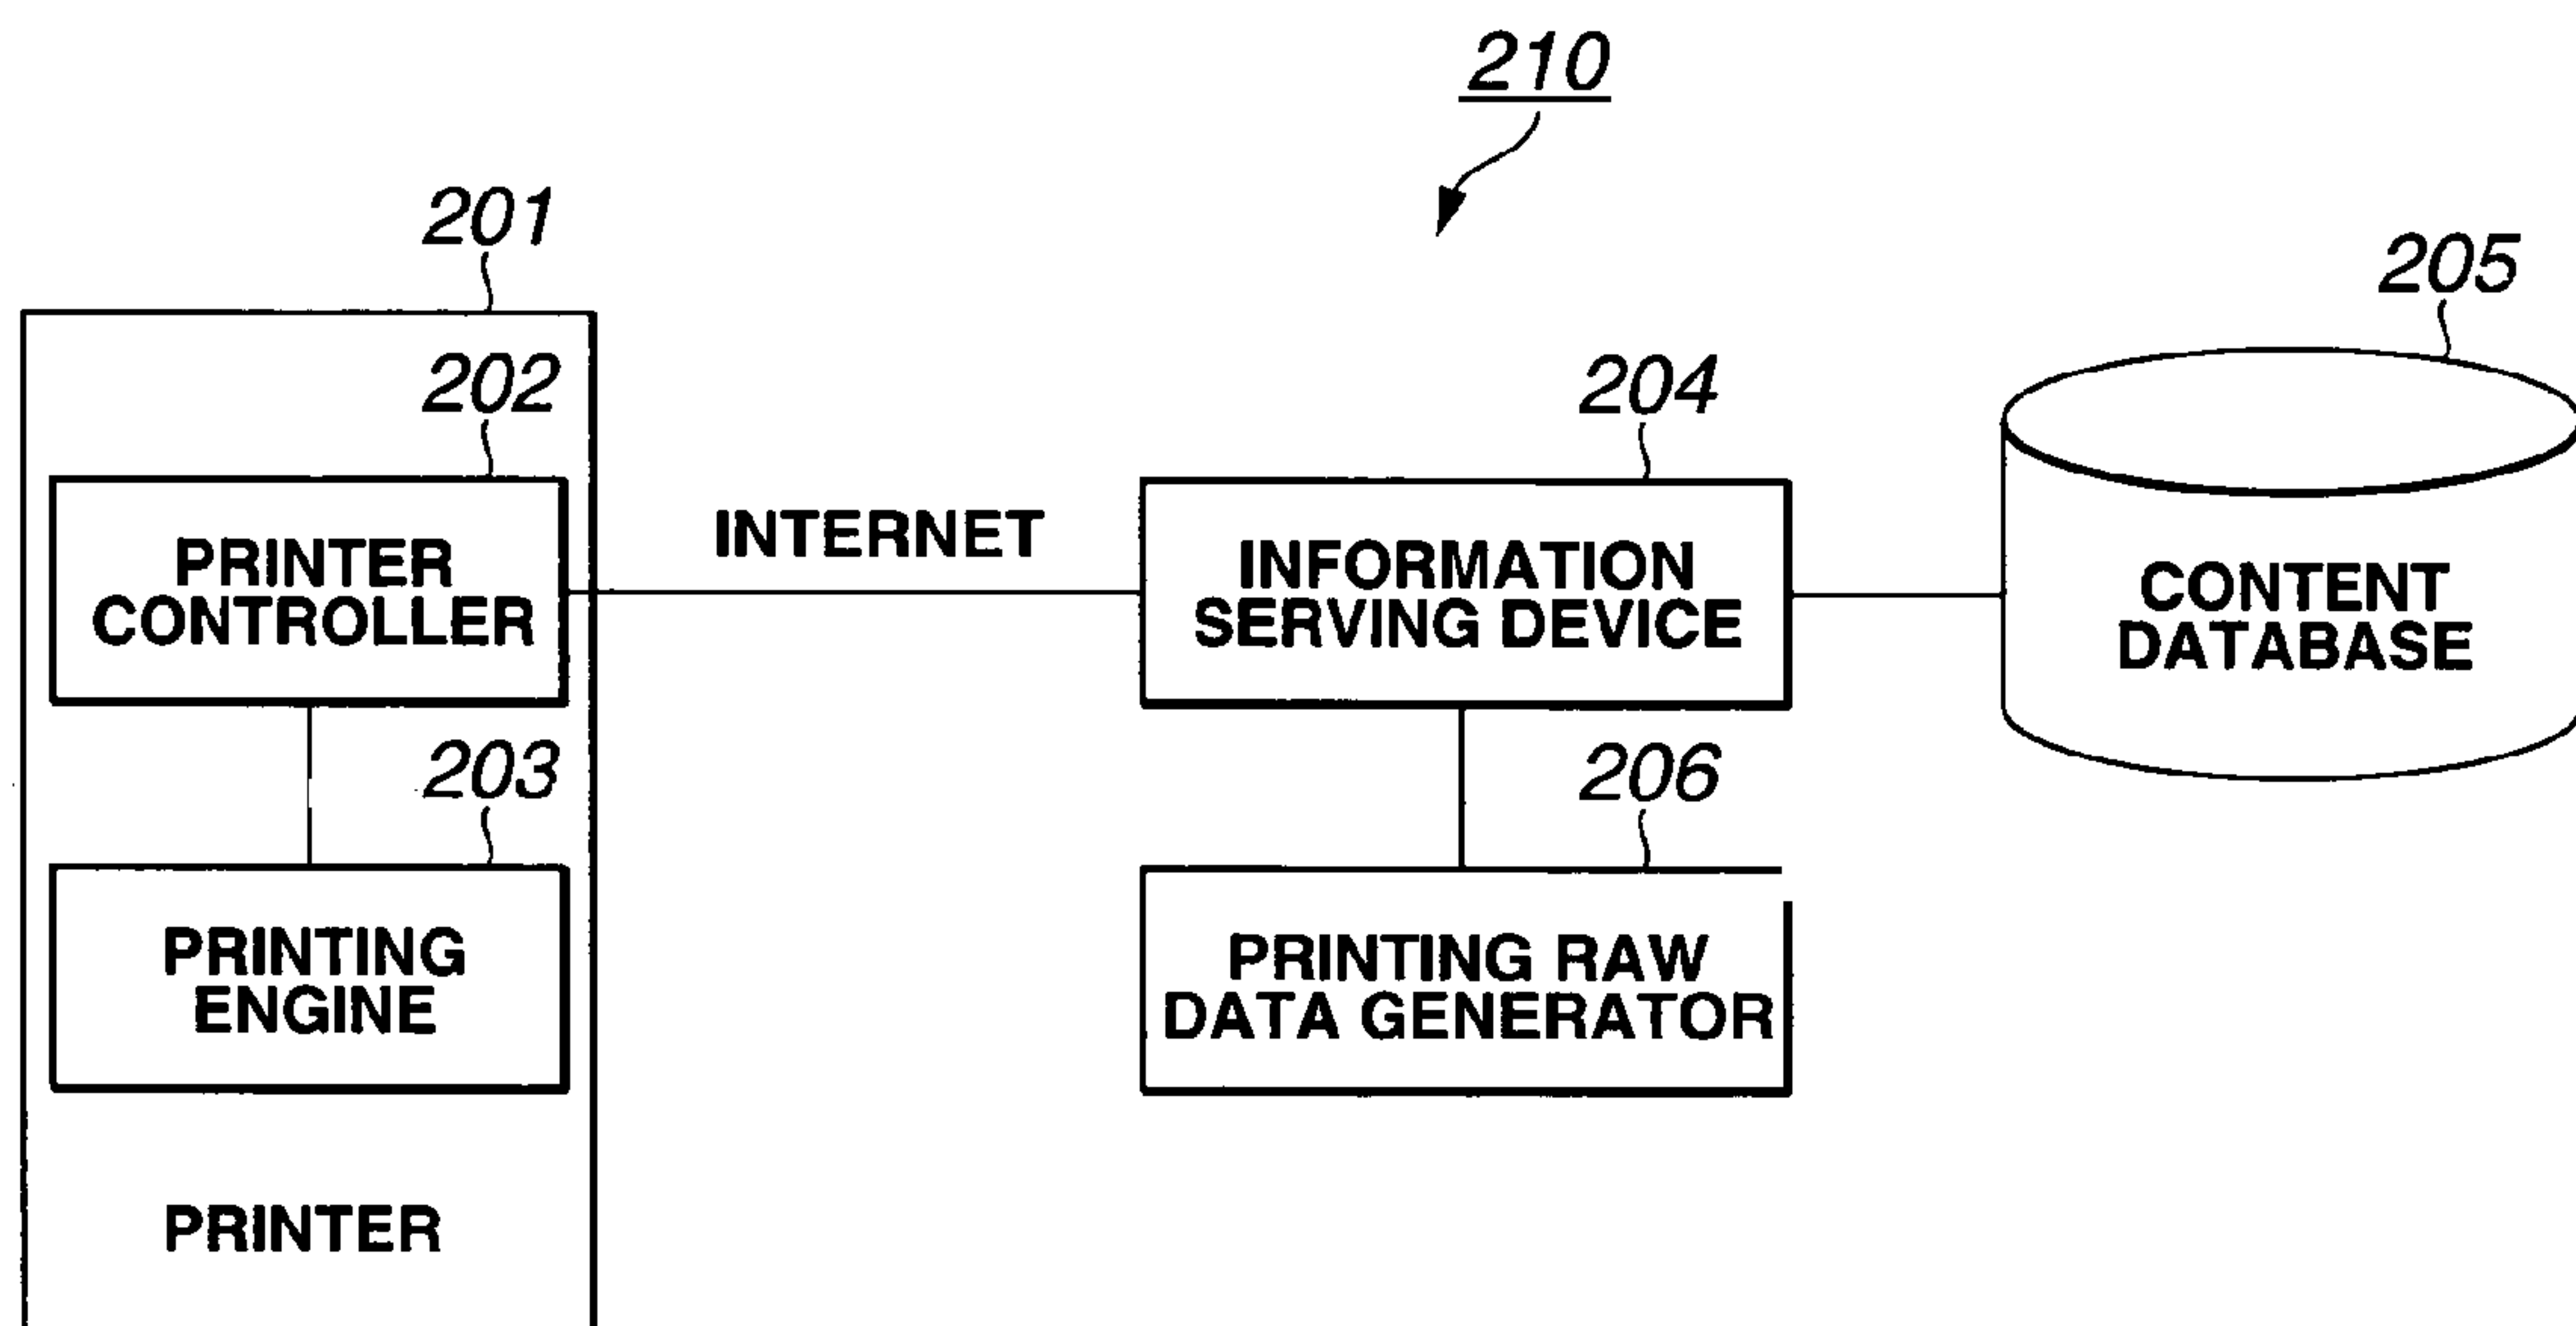 210
201
205
202
204
INTERNET
PRINTER
CONTROLLER
INFORMATION
SERVING DEVICE
CONTENT
DATABASE
203
206
PRINTING
ENGINE
PRINTING RAW
DATA GENERATOR
PRINTER